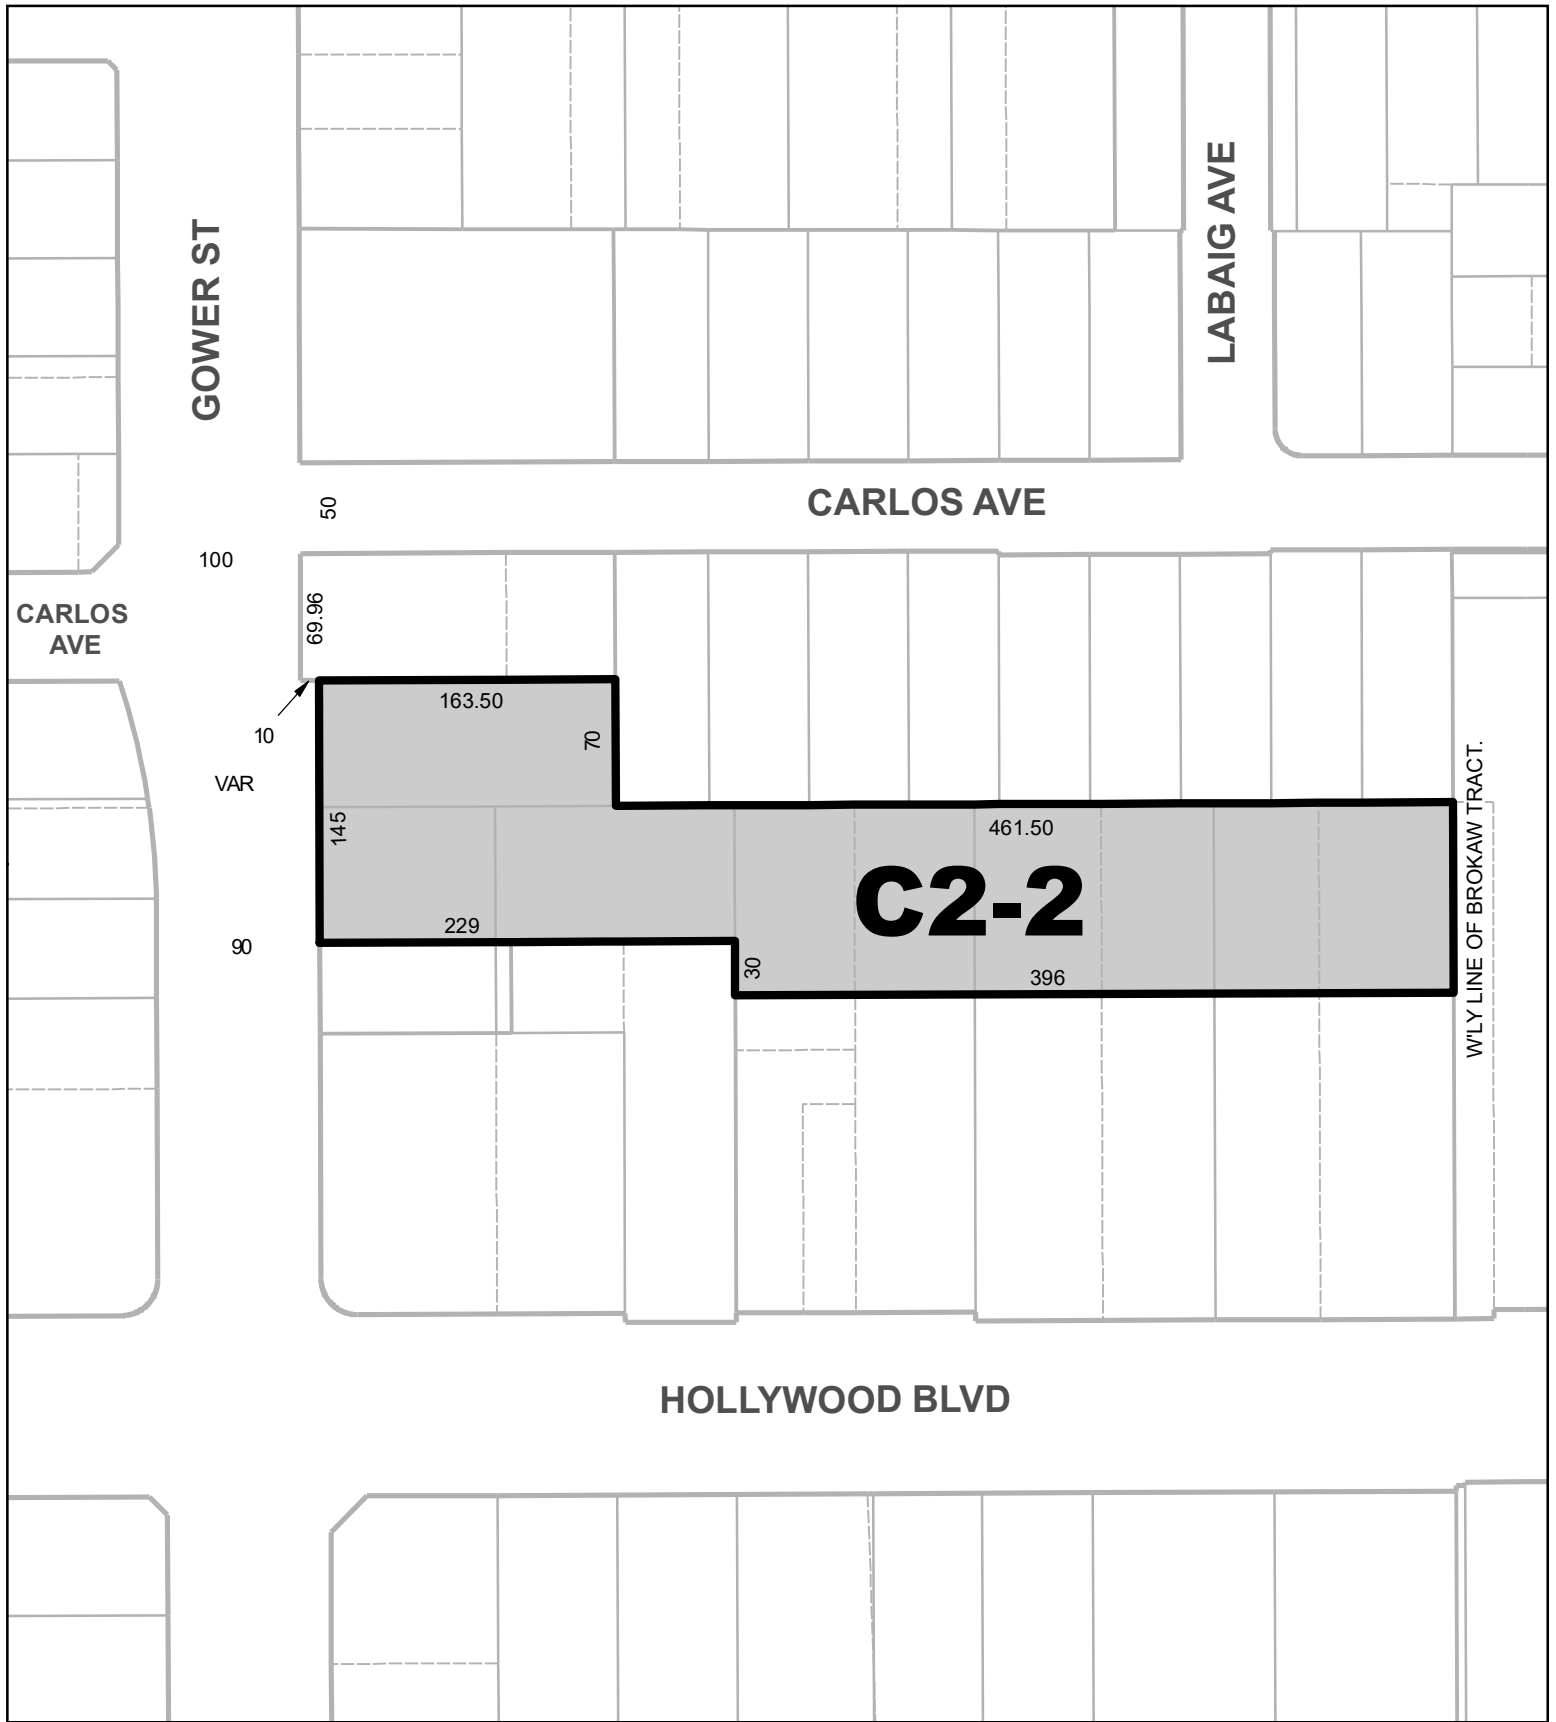 GOWER ST
LABAIG AVE
CARLOS AVE
50
100
69.96
CARLOS
AVE
163.50
10
70
VAR
145
461.50
C2-2
W'LY LINE OF BROKAW TRACT.
229
90
30
396
HOLLYWOOD BLVD